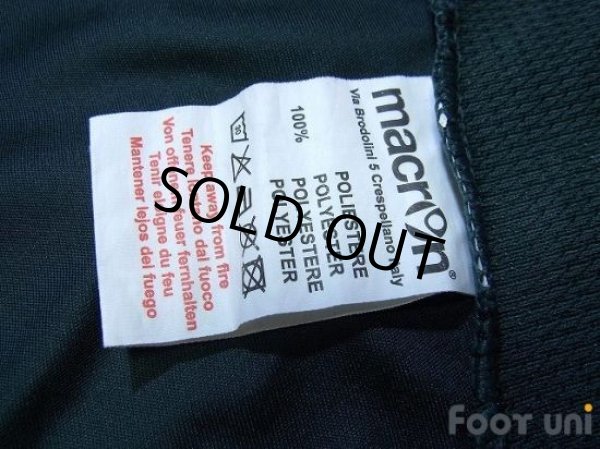 macron®
Via Brodolini 5 Crespellano Italy
100%
POLIESTERE
POLYESTER
POLYESTERE
POLYESTER
30
Keep away from fire
Von offenem Feuer fernhalten
Tenere lontano dal fuoco
Tenir éloigné du feu
Mantener lejos del fuego
SOLD OUT
FOOT UNI